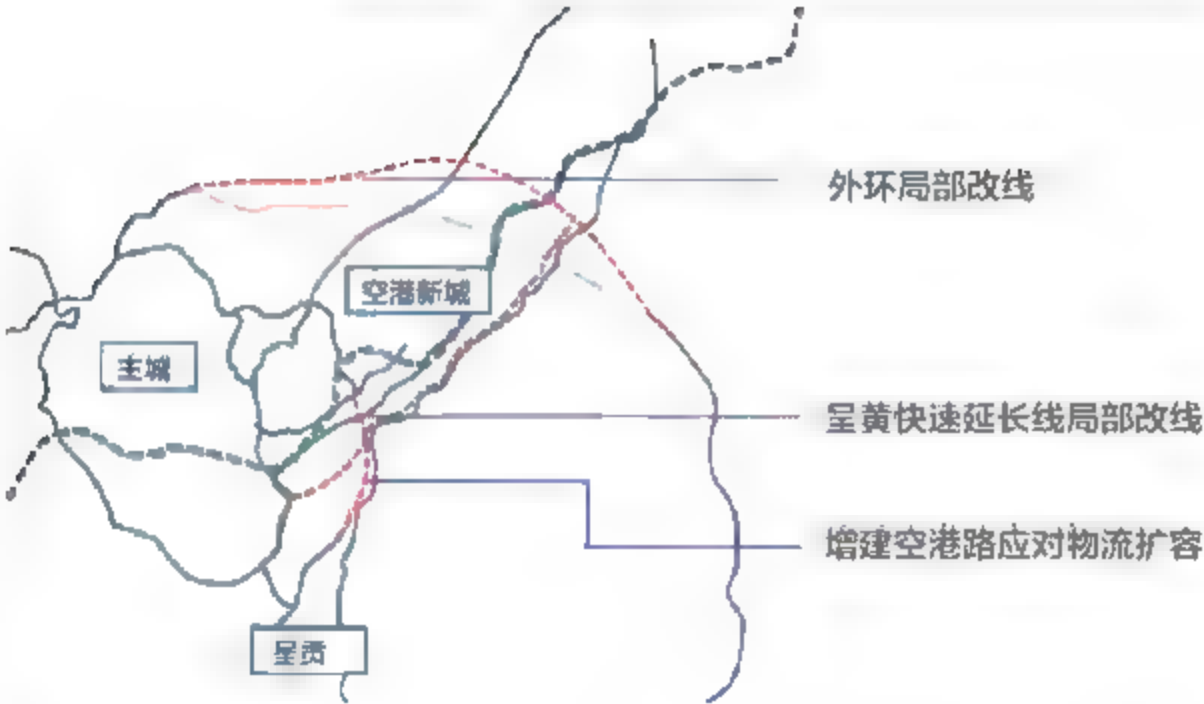 外环局部改线
空港新城
主城
呈黄快速延长线局部改线
增建空港路应对物流扩容
呈贡